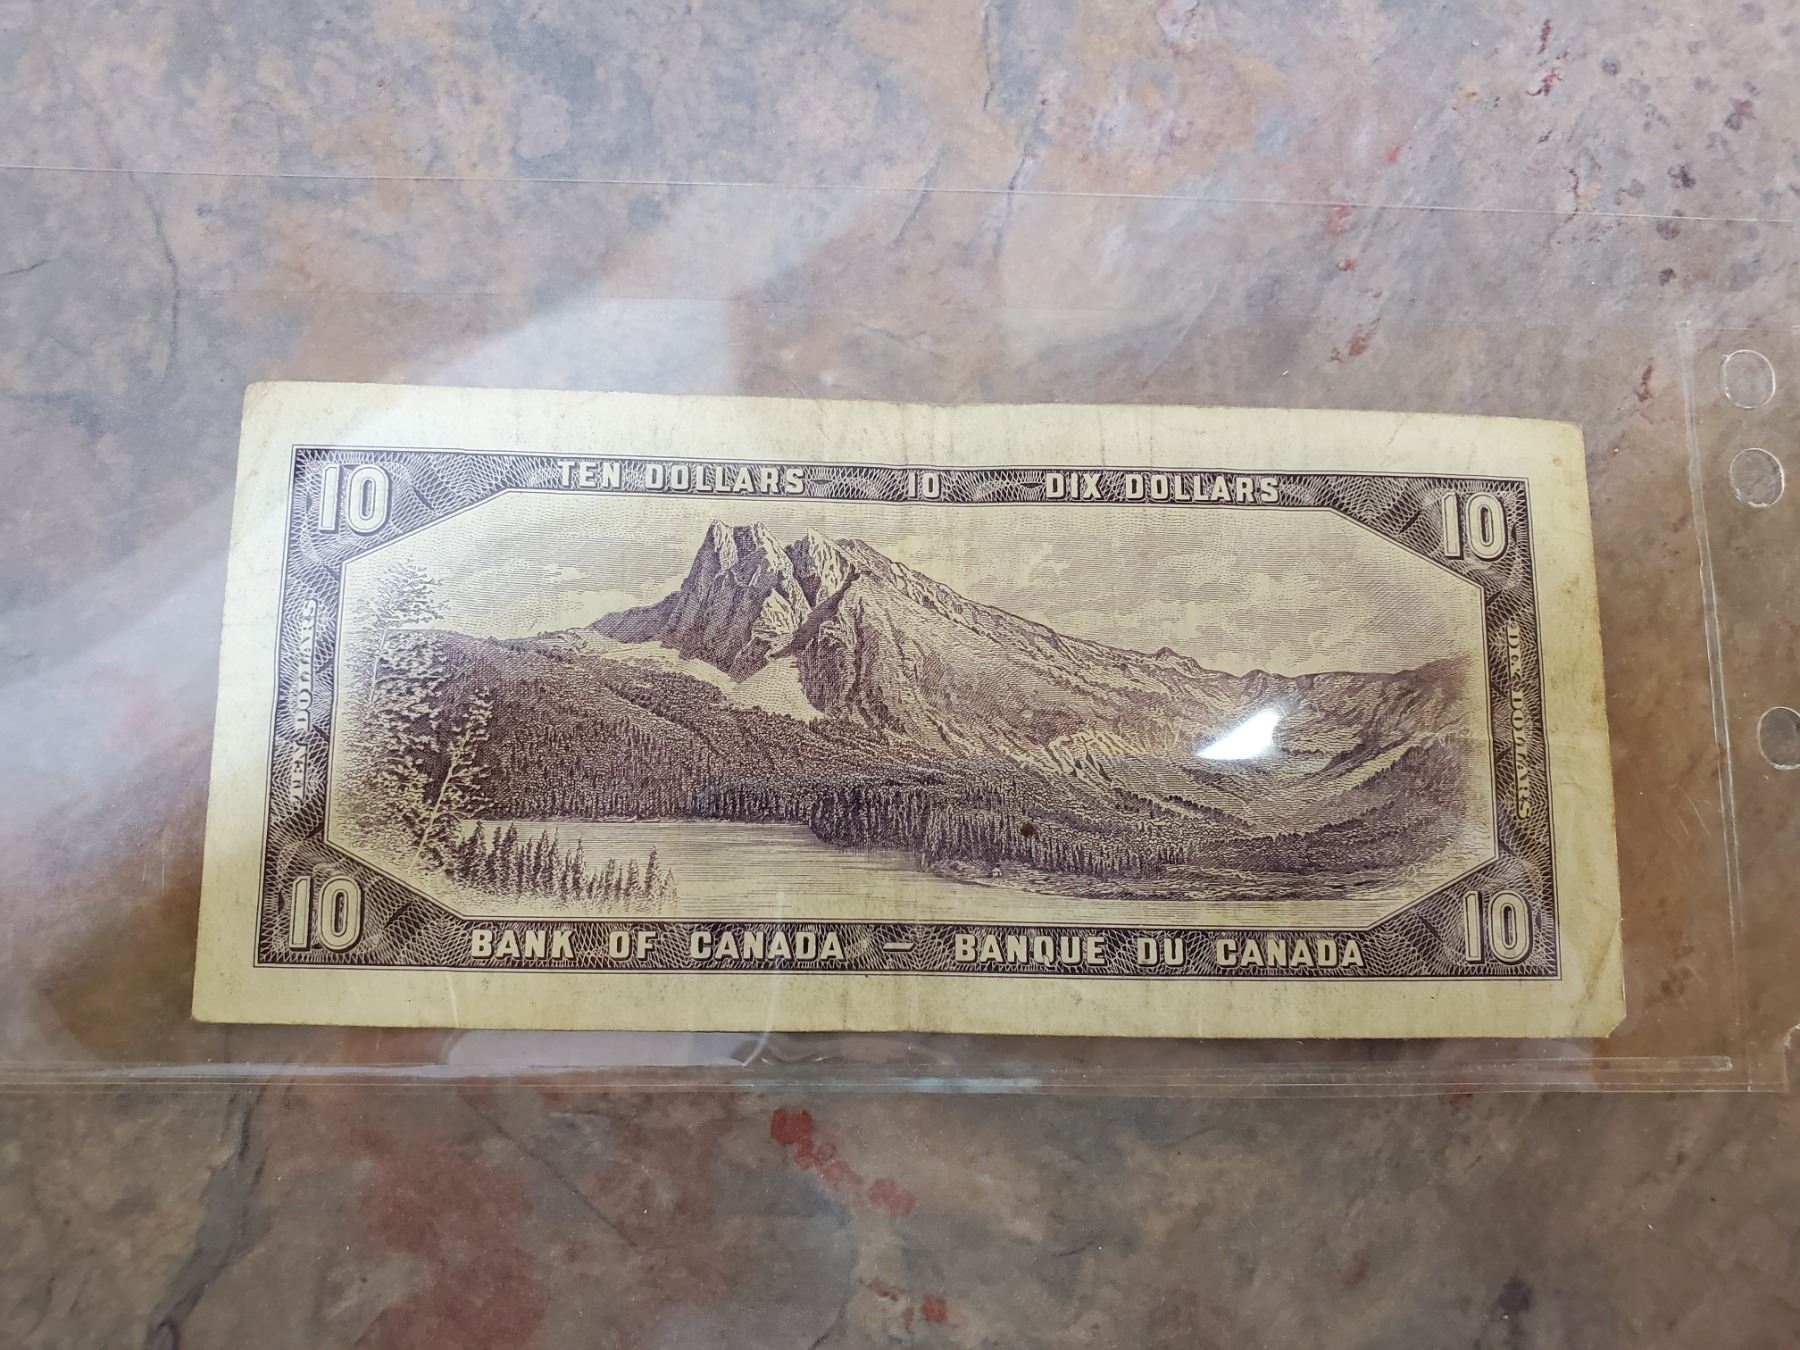 10 TEN DOLLARS 10 DIX DOLLARS 10
TEN DOLLARS
DIX DOLLARS
10 BANK OF CANADA — BANQUE DU CANADA 10